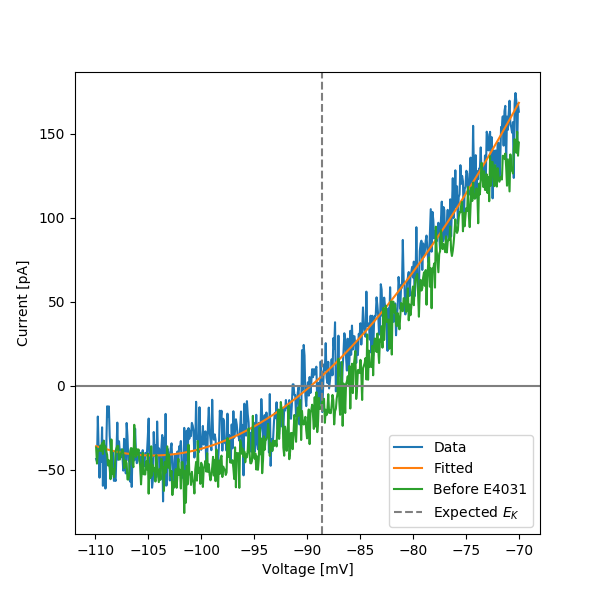 Current [pA]
150
100
50
0
−50
−110
−105
−100
−95
−90
−85
−80
−75
−70
Voltage [mV]
Data
Fitted
Before E4031
Expected E_K